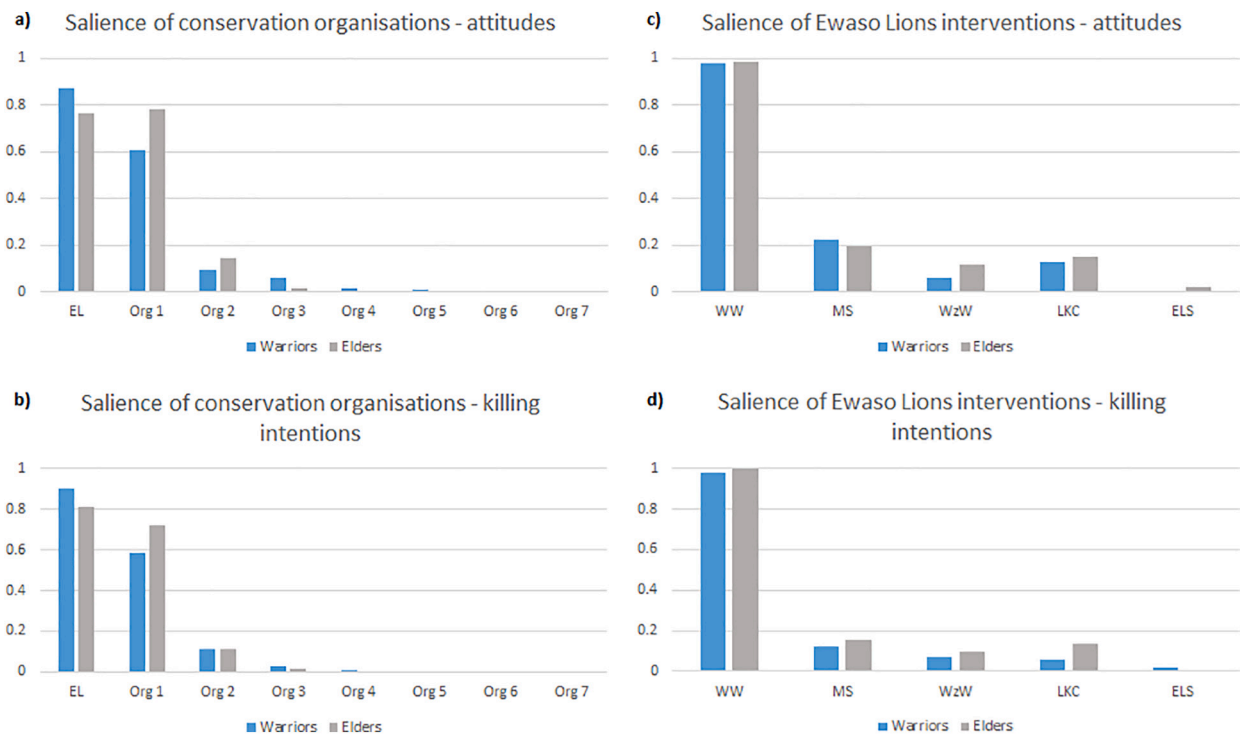 a) Salience of conservation organisations - attitudes
1
0.8
0.6
0.4
0.2
0
EL Org 1 Org 2 Org 3 Org 4 Org 5 Org 6 Org 7
Warriors Elders
b) Salience of conservation organisations - killing
intentions
1
0.8
0.6
0.4
0.2
0
EL Org 1 Org 2 Org 3 Org 4 Org 5 Org 6 Org 7
Warriors Elders
c) Salience of Ewaso Lions interventions - attitudes
1
0.8
0.6
0.4
0.2
0
WW MS WzW LKC ELS
Warriors Elders
d) Salience of Ewaso Lions interventions - killing
intentions
1
0.8
0.6
0.4
0.2
0
WW MS WzW LKC ELS
Warriors Elders